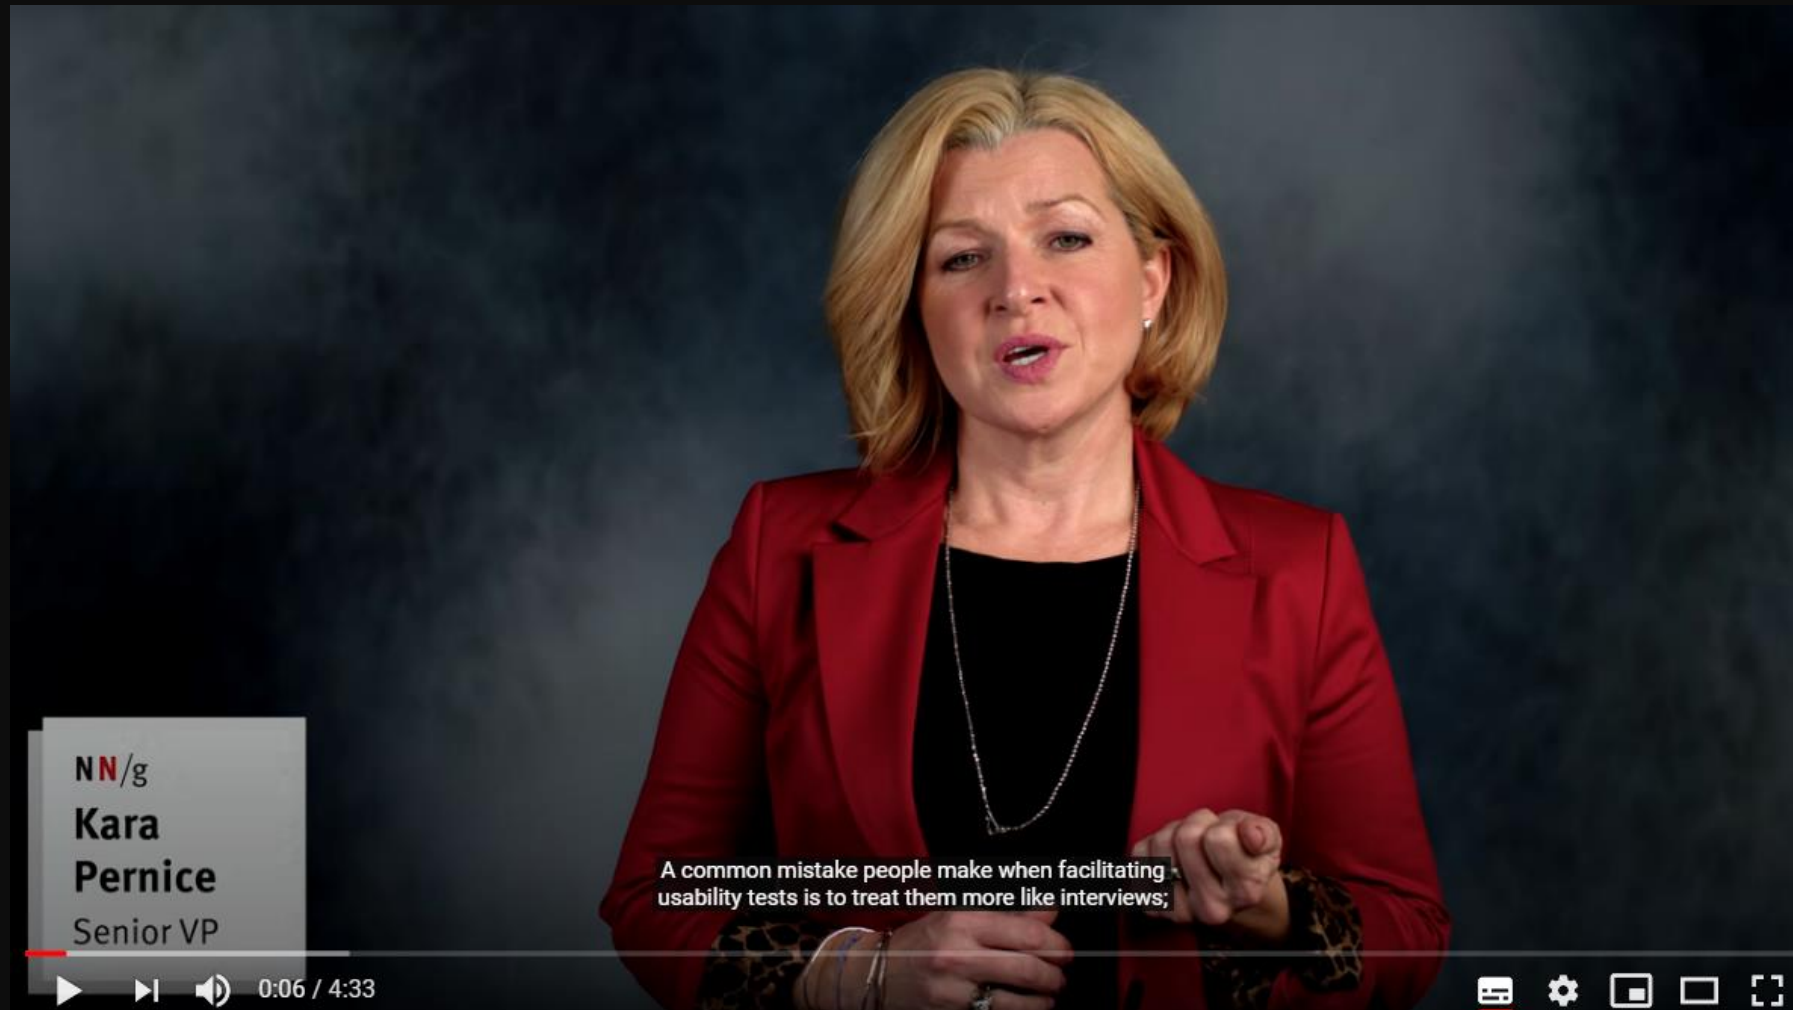 NN/g
Kara
Pernice
Senior VP
A common mistake people make when facilitating
usability tests is to treat them more like interviews;
0:06 / 4:33